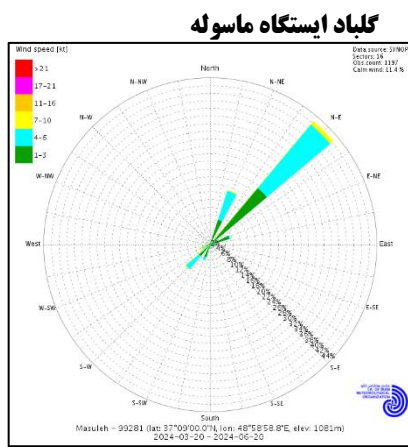 گلباد ایستگاه ماسوله
Wind speed [kt]
>21
17-21
11-16
7-10
4-6
1-3
Data source: SYNOP
Sectors: 16
Obs.count: 1197
Calm wind: 11.4 %
North
N-NW
N-NE
N-W
N-E
W-NW
E-NE
West
East
W-SW
E-SE
S-W
S-E
S-SW
S-SE
South
Masuleh - 99281 (lat: 37°09'00.0"N, lon: 48°58'58.8"E, elev: 1081m)
2024-03-20 - 2024-06-20